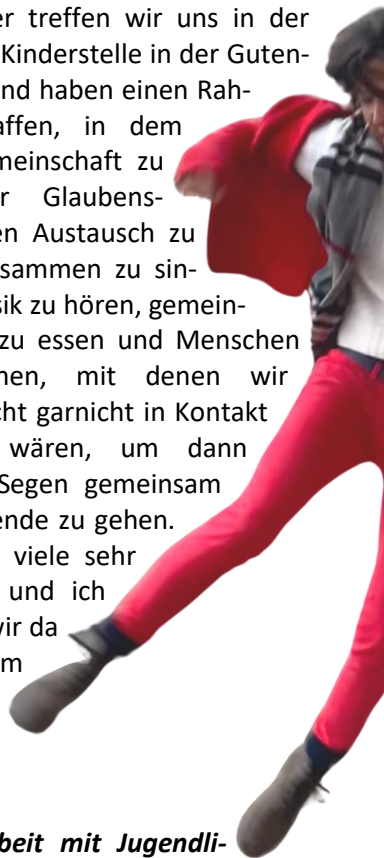 er treffen wir uns in der
Kinderstelle in der Guten-
nd haben einen Rah-
affen, in dem
meinschaft zu
r Glaubens-
en Austausch zu
sammen zu sin-
sik zu hören, gemein-
zu essen und Menschen
nen, mit denen wir
cht garnicht in Kontakt
wären, um dann
Segen gemeinsam
ende zu gehen.
viele sehr
und ich
wir da
m
beit mit Jugendli-